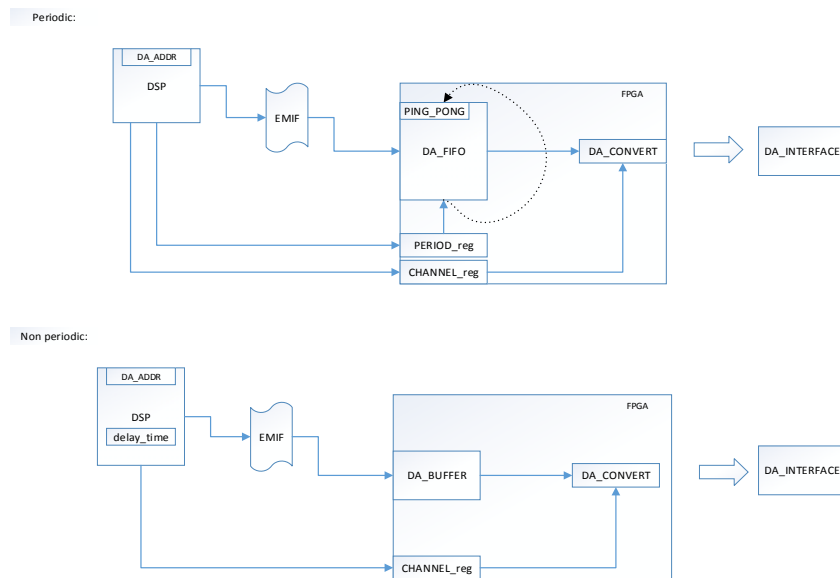 Periodic:
DA_ADDR
DSP
EMIF
FPGA
PING_PONG
DA_FIFO
DA_CONVERT
DA_INTERFACE
PERIOD_reg
CHANNEL_reg
Non periodic:
DA_ADDR
DSP
delay_time
EMIF
FPGA
DA_BUFFER
DA_CONVERT
DA_INTERFACE
CHANNEL_reg